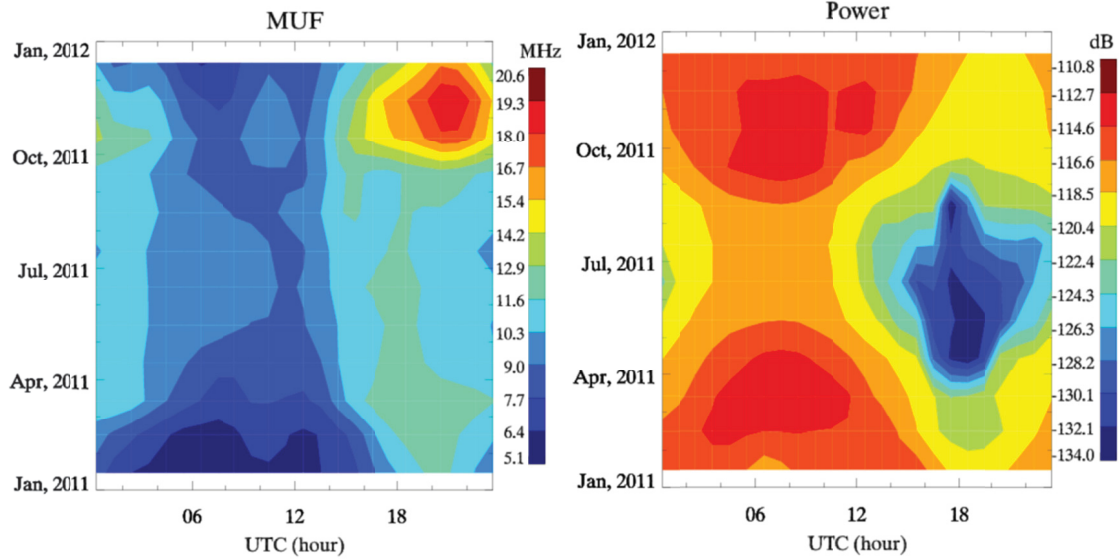 MUF
Jan, 2012
Oct, 2011
Jul, 2011
Apr, 2011
Jan, 2011
06 12 18
UTC (hour)
MHz
20.6
19.3
18.0
16.7
15.4
14.2
12.9
11.6
10.3
9.0
7.7
6.4
5.1
Power
Jan, 2012
Oct, 2011
Jul, 2011
Apr, 2011
Jan, 2011
06 12 18
UTC (hour)
dB
-110.8
-112.7
-114.6
-116.6
-118.5
-120.4
-122.4
-124.3
-126.3
-128.2
-130.1
-132.1
-134.0